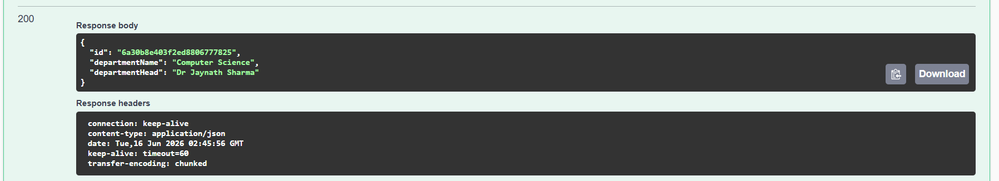 200
Response body
{
  "id": "6a30b8e403f2ed8806777825",
  "departmentName": "Computer Science",
  "departmentHead": "Dr Jaynath Sharma"
}
Download
Response headers
connection: keep-alive
content-type: application/json
date: Tue,16 Jun 2026 02:45:56 GMT
keep-alive: timeout=60
transfer-encoding: chunked